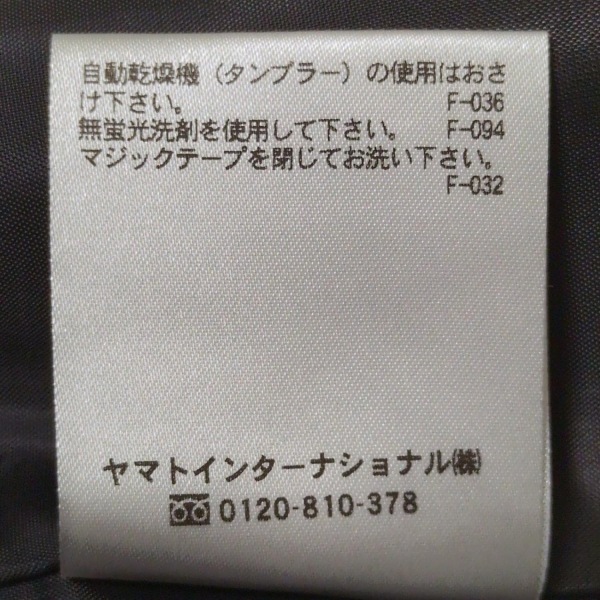 自動乾燥機（タンブラー）の使用はおさ
け下さい。 F-036
無蛍光洗剤を使用して下さい。 F-094
マジックテープを閉じてお洗い下さい。
F-032
ヤマトインターナショナル㈱
0120-810-378